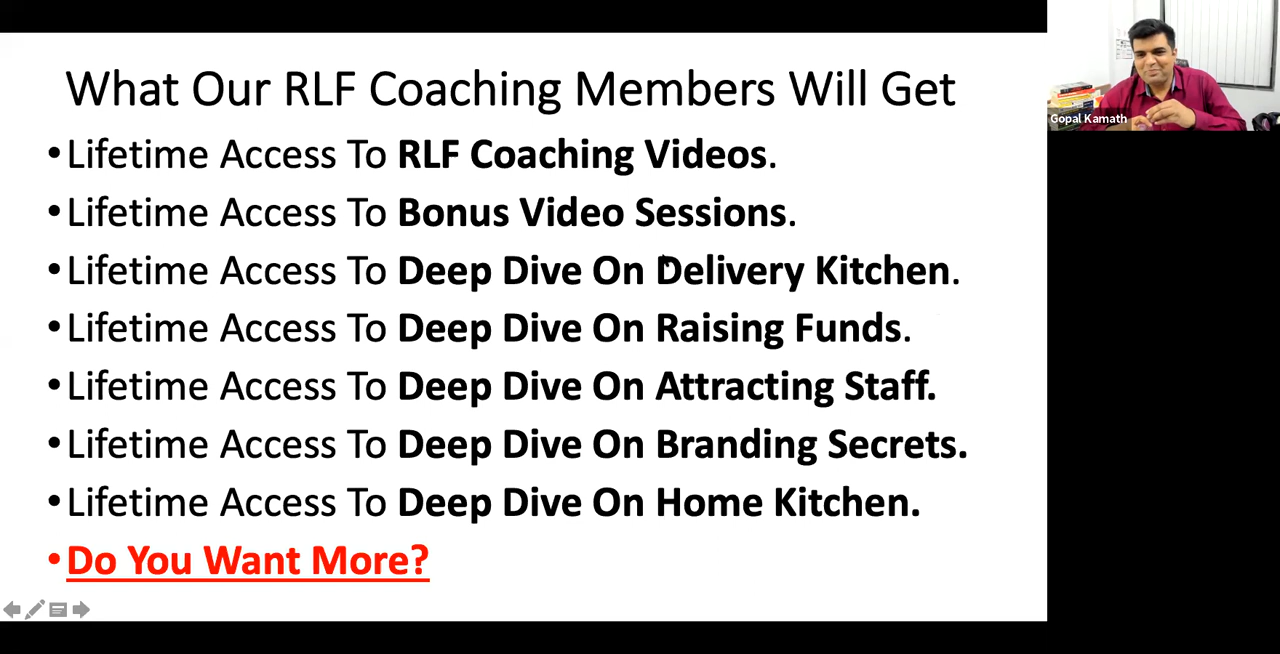 What Our RLF Coaching Members Will Get
•Lifetime Access To RLF Coaching Videos.
•Lifetime Access To Bonus Video Sessions.
•Lifetime Access To Deep Dive On Delivery Kitchen.
•Lifetime Access To Deep Dive On Raising Funds.
•Lifetime Access To Deep Dive On Attracting Staff.
•Lifetime Access To Deep Dive On Branding Secrets.
•Lifetime Access To Deep Dive On Home Kitchen.
•Do You Want More?
Gopal Kamath